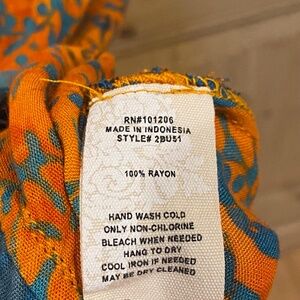 RN#101206
MADE IN INDONESIA
STYLE# 2BU51
100% RAYON
HAND WASH COLD
ONLY NON-CHLORINE
BLEACH WHEN NEEDED
HANG TO DRY
COOL IRON IF NEEDED
MAY BE DRY CLEANED